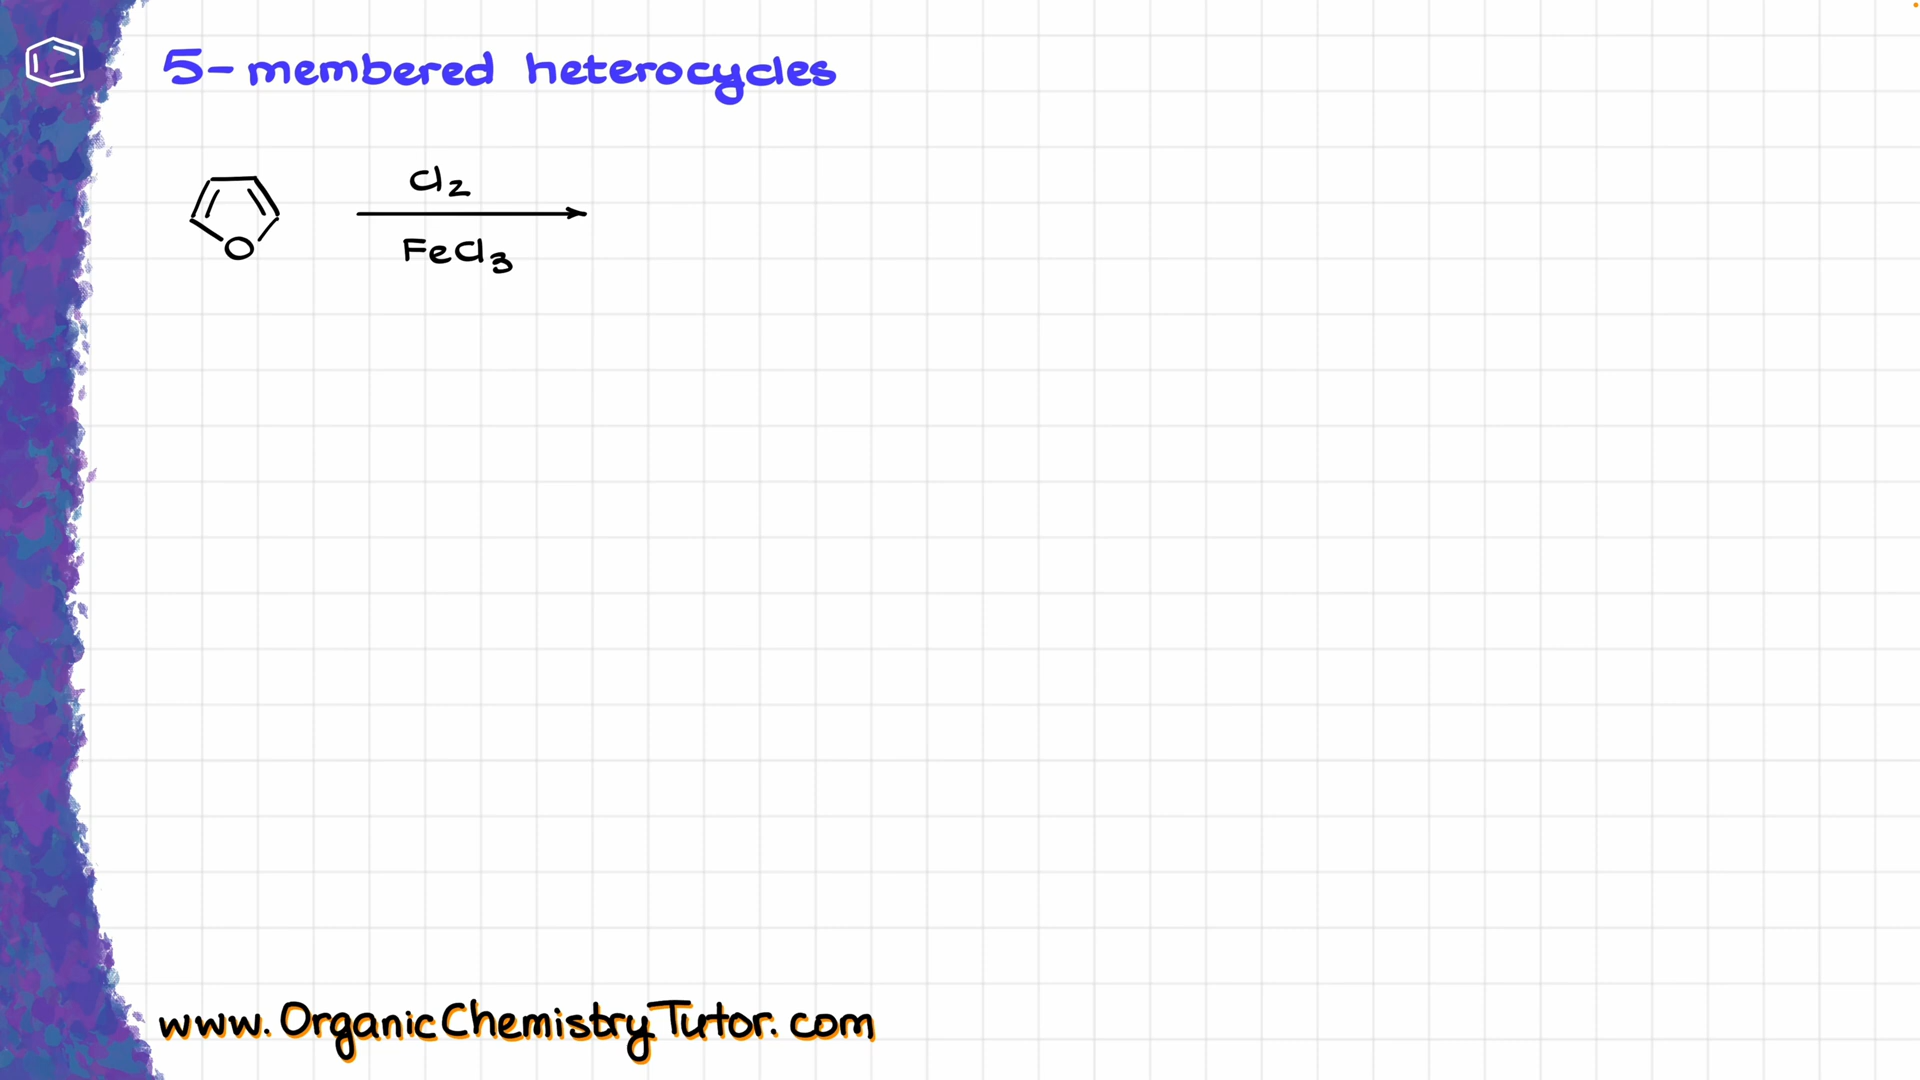 5-membered heterocycles
Cl₂
O
FeCl₃
www.OrganicChemistryTutor.com